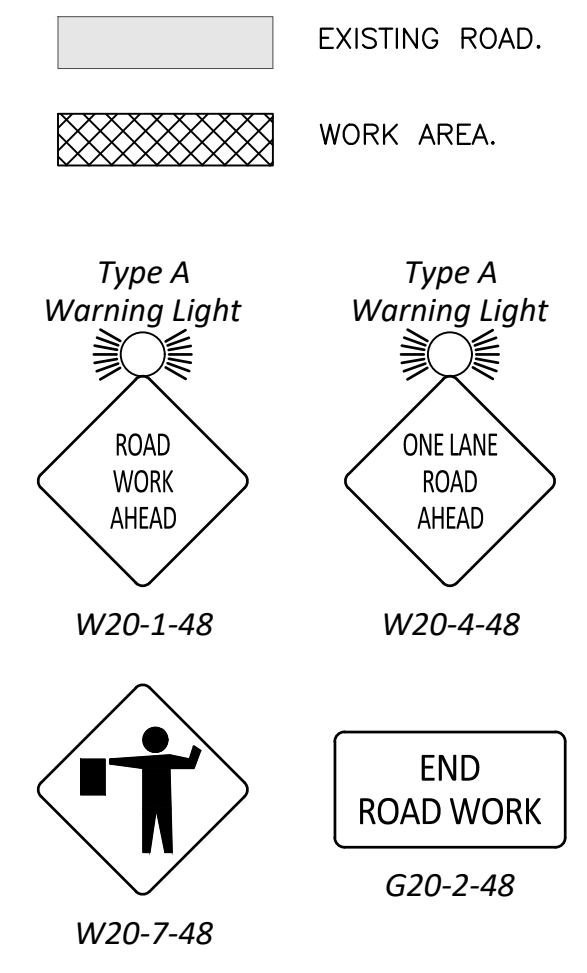 EXISTING ROAD.
WORK AREA.
Type A
Warning Light
ROAD
WORK
AHEAD
W20-1-48
Type A
Warning Light
ONE LANE
ROAD
AHEAD
W20-4-48
W20-7-48
END
ROAD WORK
G20-2-48